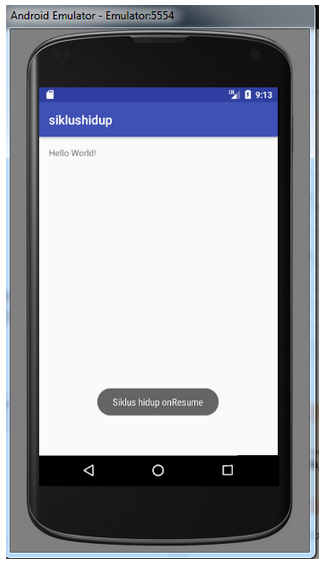 Android Emulator - Emulator:5554
9:13
siklushidup
Hello World!
Siklus hidup onResume